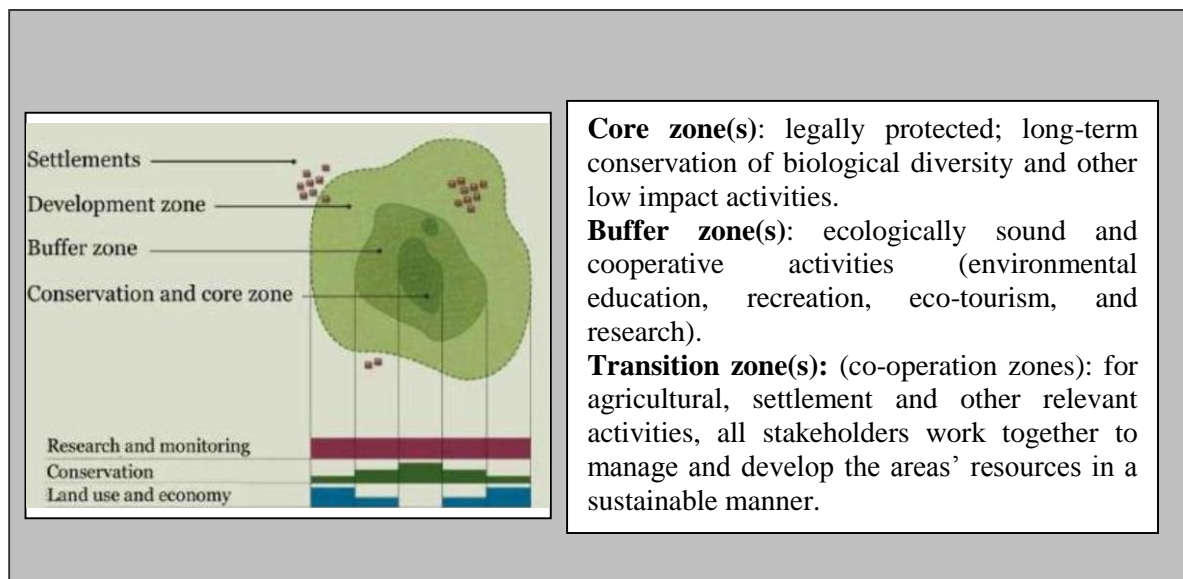 Settlements
Development zone
Buffer zone
Conservation and core zone
Research and monitoring
Conservation
Land use and economy
Core zone(s): legally protected; long-term
conservation of biological diversity and other
low impact activities.
Buffer zone(s): ecologically sound and
cooperative activities (environmental
education, recreation, eco-tourism, and
research).
Transition zone(s): (co-operation zones): for
agricultural, settlement and other relevant
activities, all stakeholders work together to
manage and develop the areas’ resources in a
sustainable manner.